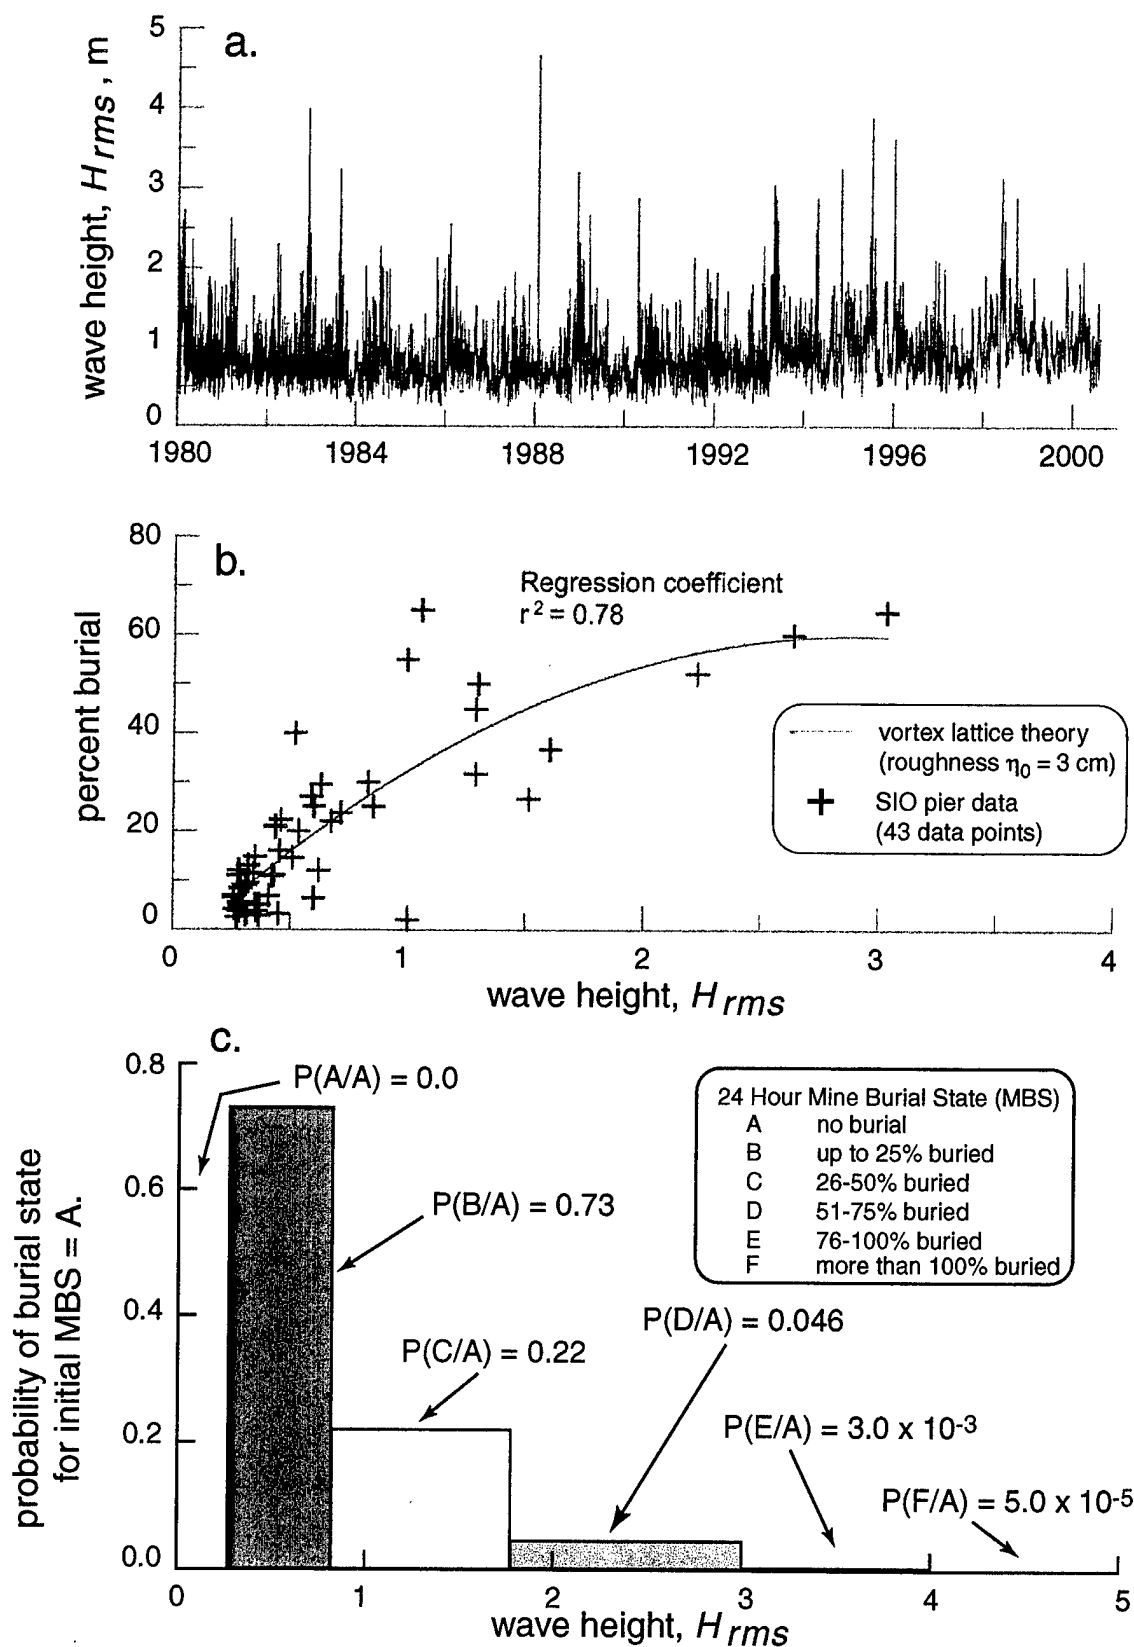 a.
wave height, H rms , m
5
4
3
2
1
0
1980 1984 1988 1992 1996 2000
b.
percent burial
80
60
40
20
0
Regression coefficient
r² = 0.78
vortex lattice theory
(roughness η₀ = 3 cm)
SIO pier data
(43 data points)
0 1 2 3 4
wave height, H rms
c.
probability of burial state
for initial MBS = A.
0.8
0.6
0.4
0.2
0.0
P(A/A) = 0.0
P(B/A) = 0.73
P(C/A) = 0.22
P(D/A) = 0.046
P(E/A) = 3.0 x 10⁻³
P(F/A) = 5.0 x 10⁻⁵
24 Hour Mine Burial State (MBS)
A no burial
B up to 25% buried
C 26-50% buried
D 51-75% buried
E 76-100% buried
F more than 100% buried
0 1 2 3 4 5
wave height, H rms